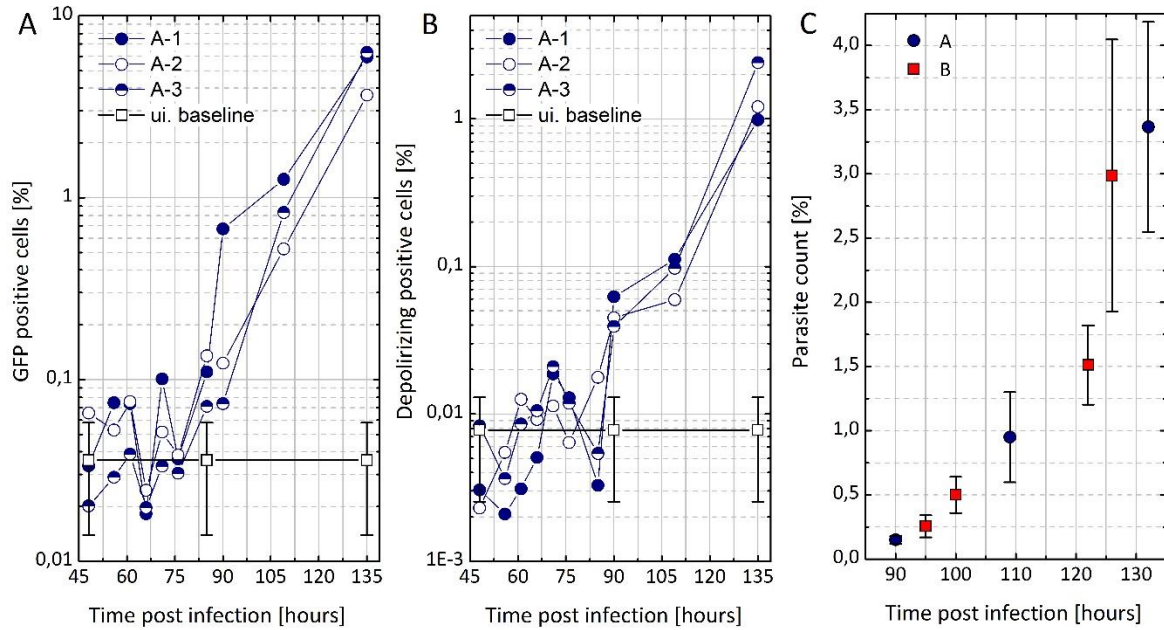 A
GFP positive cells [%]
10
1
0,1
0,01
A-1
A-2
A-3
ui. baseline
45 60 75 90 105 120 135
Time post infection [hours]
B
Depolirizing positive cells [%]
1
0,1
0,01
1E-3
A-1
A-2
A-3
ui. baseline
45 60 75 90 105 120 135
Time post infection [hours]
C
Parasite count [%]
4,0
3,5
3,0
2,5
2,0
1,5
1,0
0,5
0,0
A
B
90 100 110 120 130
Time post infection [hours]